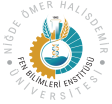 NİĞDE ÖMER HALİSDEMİR
ÜNİVERSİTESİ
FEN BİLİMLERİ ENSTİTÜSÜ